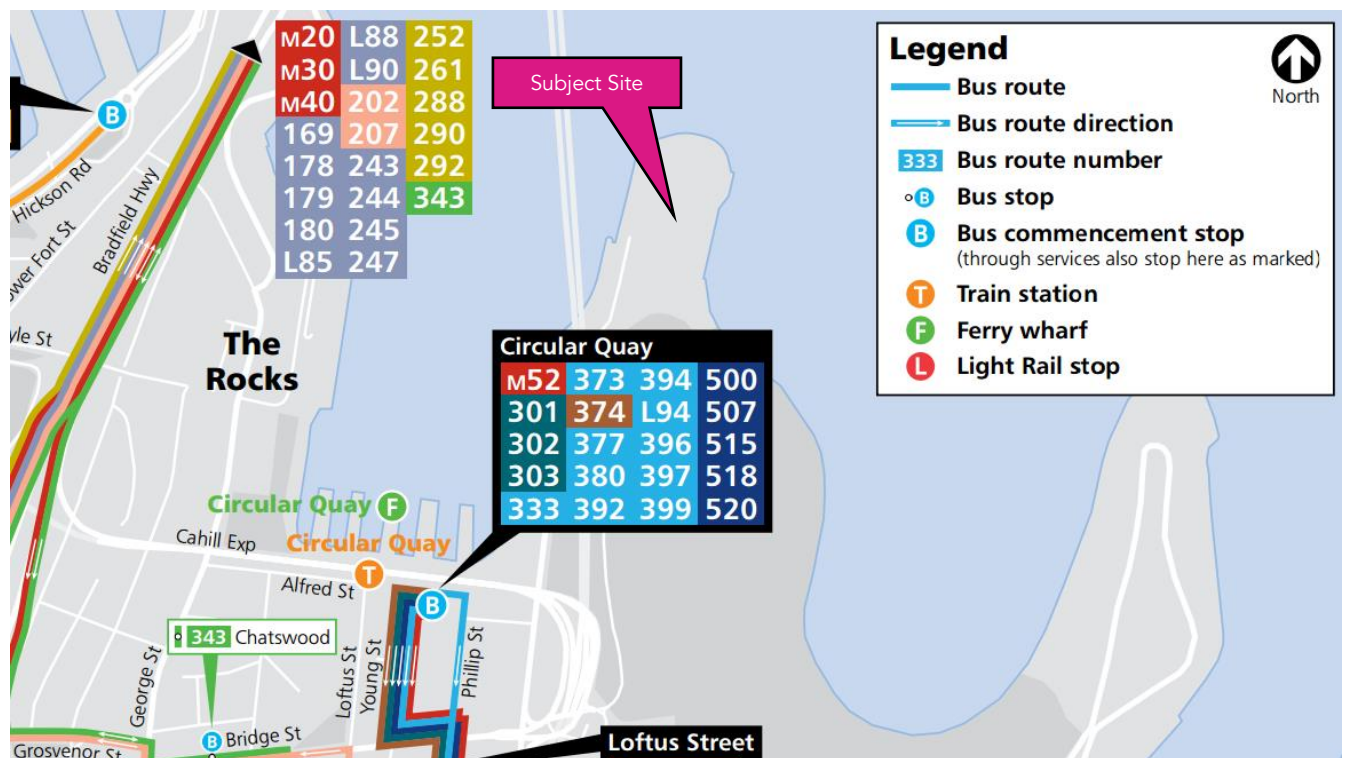 M20 L88 252
M30 L90 261
M40 202 288
169 207 290
178 243 292
179 244 343
180 245
L85 247
Subject Site
Legend
North
Bus route
Bus route direction
333 Bus route number
B Bus stop
B Bus commencement stop
(through services also stop here as marked)
T Train station
F Ferry wharf
L Light Rail stop
B
Hickson Rd
Bradfield Hwy
ower Fort St
yle St
The
Rocks
Circular Quay
M52 373 394 500
301 374 L94 507
302 377 396 515
303 380 397 518
333 392 399 520
Circular Quay F
Cahill Exp
Circular Quay
T
Alfred St
B
343 Chatswood
George St
Loftus St
Young St
Phillip St
B Bridge St
Grosvenor St
Loftus Street